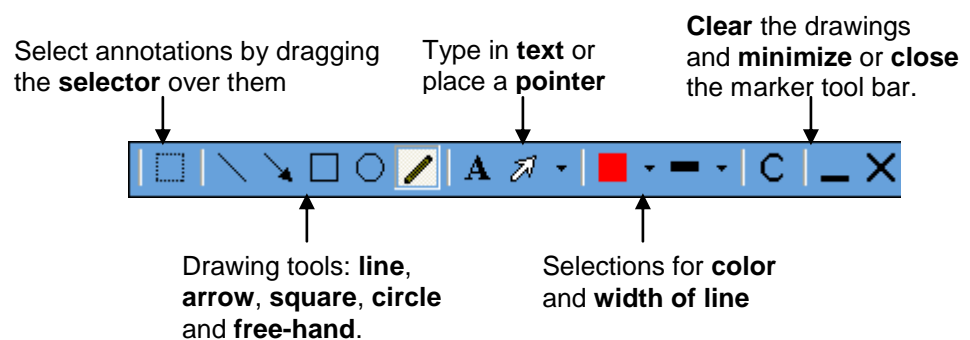 Select annotations by dragging
the selector over them
Type in text or
place a pointer
Clear the drawings
and minimize or close
the marker tool bar.
A
C
Drawing tools: line,
arrow, square, circle
and free-hand.
Selections for color
and width of line